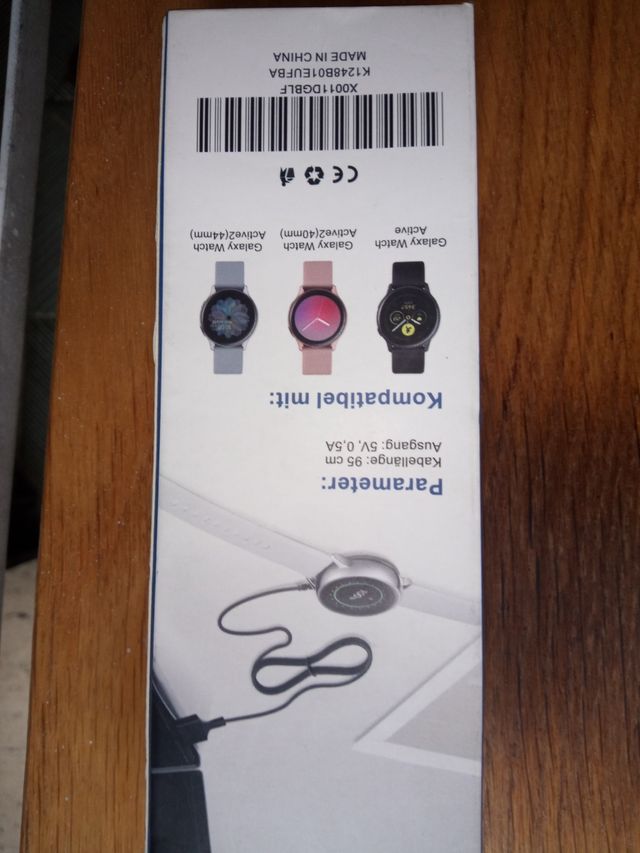 Parameter:
Kabellänge: 95 cm
Ausgang: 5V, 0,5A
Kompatibel mit:
Galaxy Watch
Active
Galaxy Watch
Active2(40mm)
Galaxy Watch
Active2(44mm)
CE
X0011DGBLF
K1248B01EUFBA
MADE IN CHINA